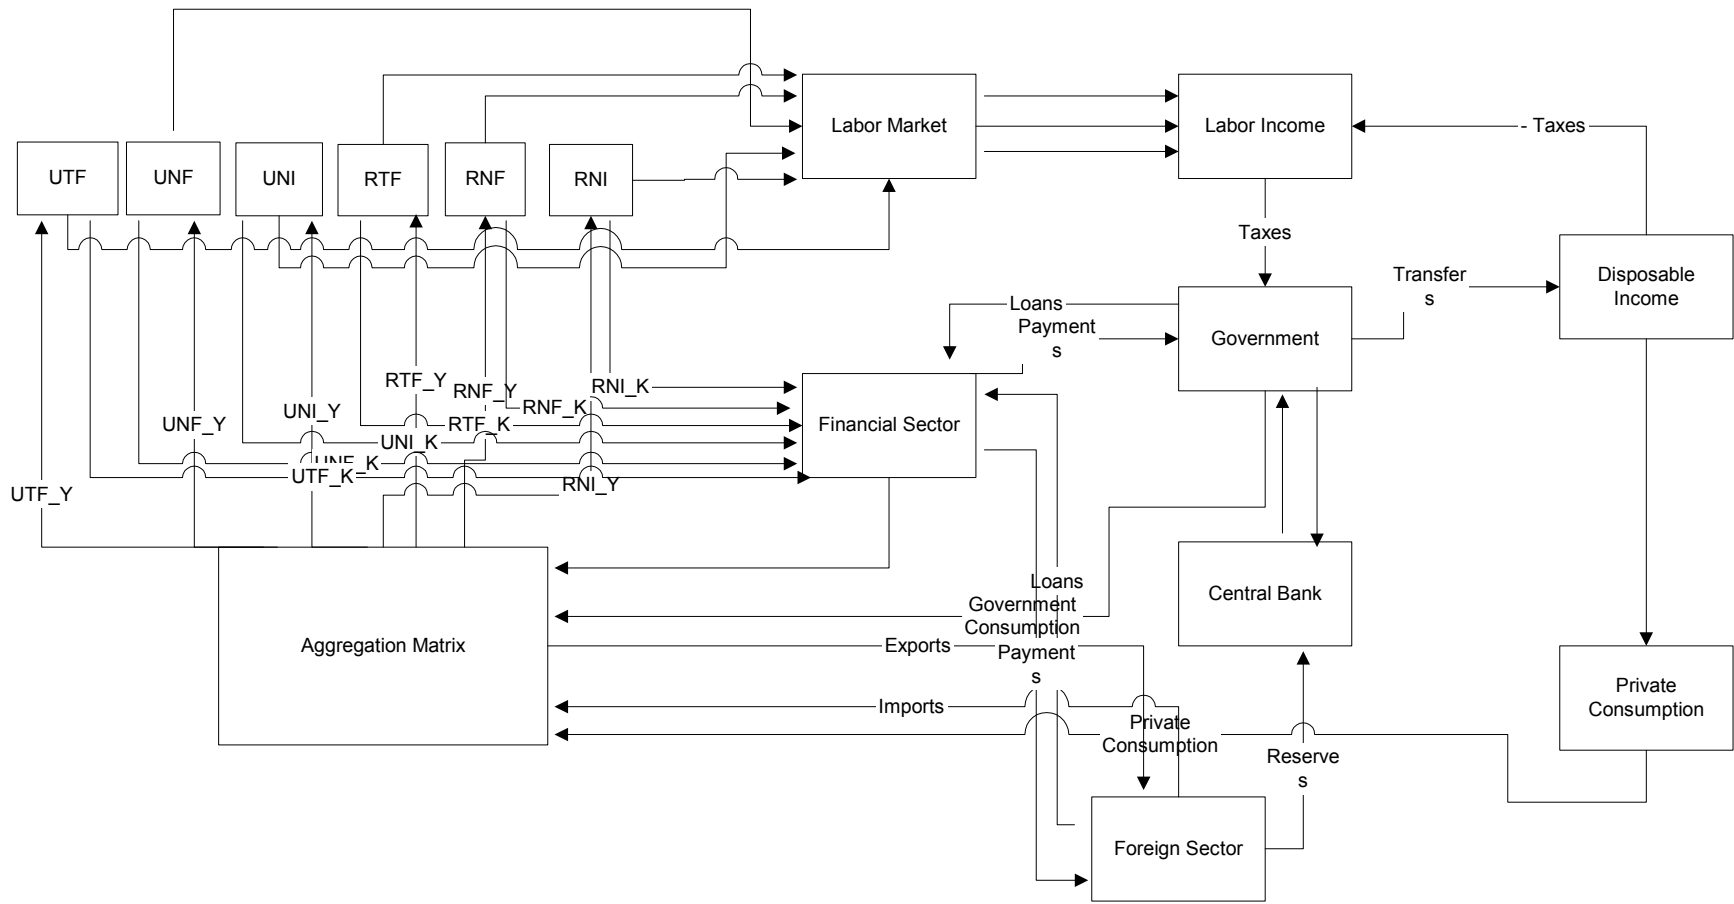 Labor Market
Labor Income
- Taxes
UTF
UNF
UNI
RTF
RNF
RNI
Taxes
Transfer
s
Disposable
Income
Loans
Payment
s
Government
RTF_Y
RNF_Y
RNI_K
UNI_Y
RNF_K
UNF_Y
RTF_K
Financial Sector
UNI_K
UNF_K
UTF_K
RNI_Y
UTF_Y
Loans
Government
Consumption
Central Bank
Aggregation Matrix
Exports
Payment
s
Imports
Private
Consumption
Private
Consumption
Reserve
s
Foreign Sector